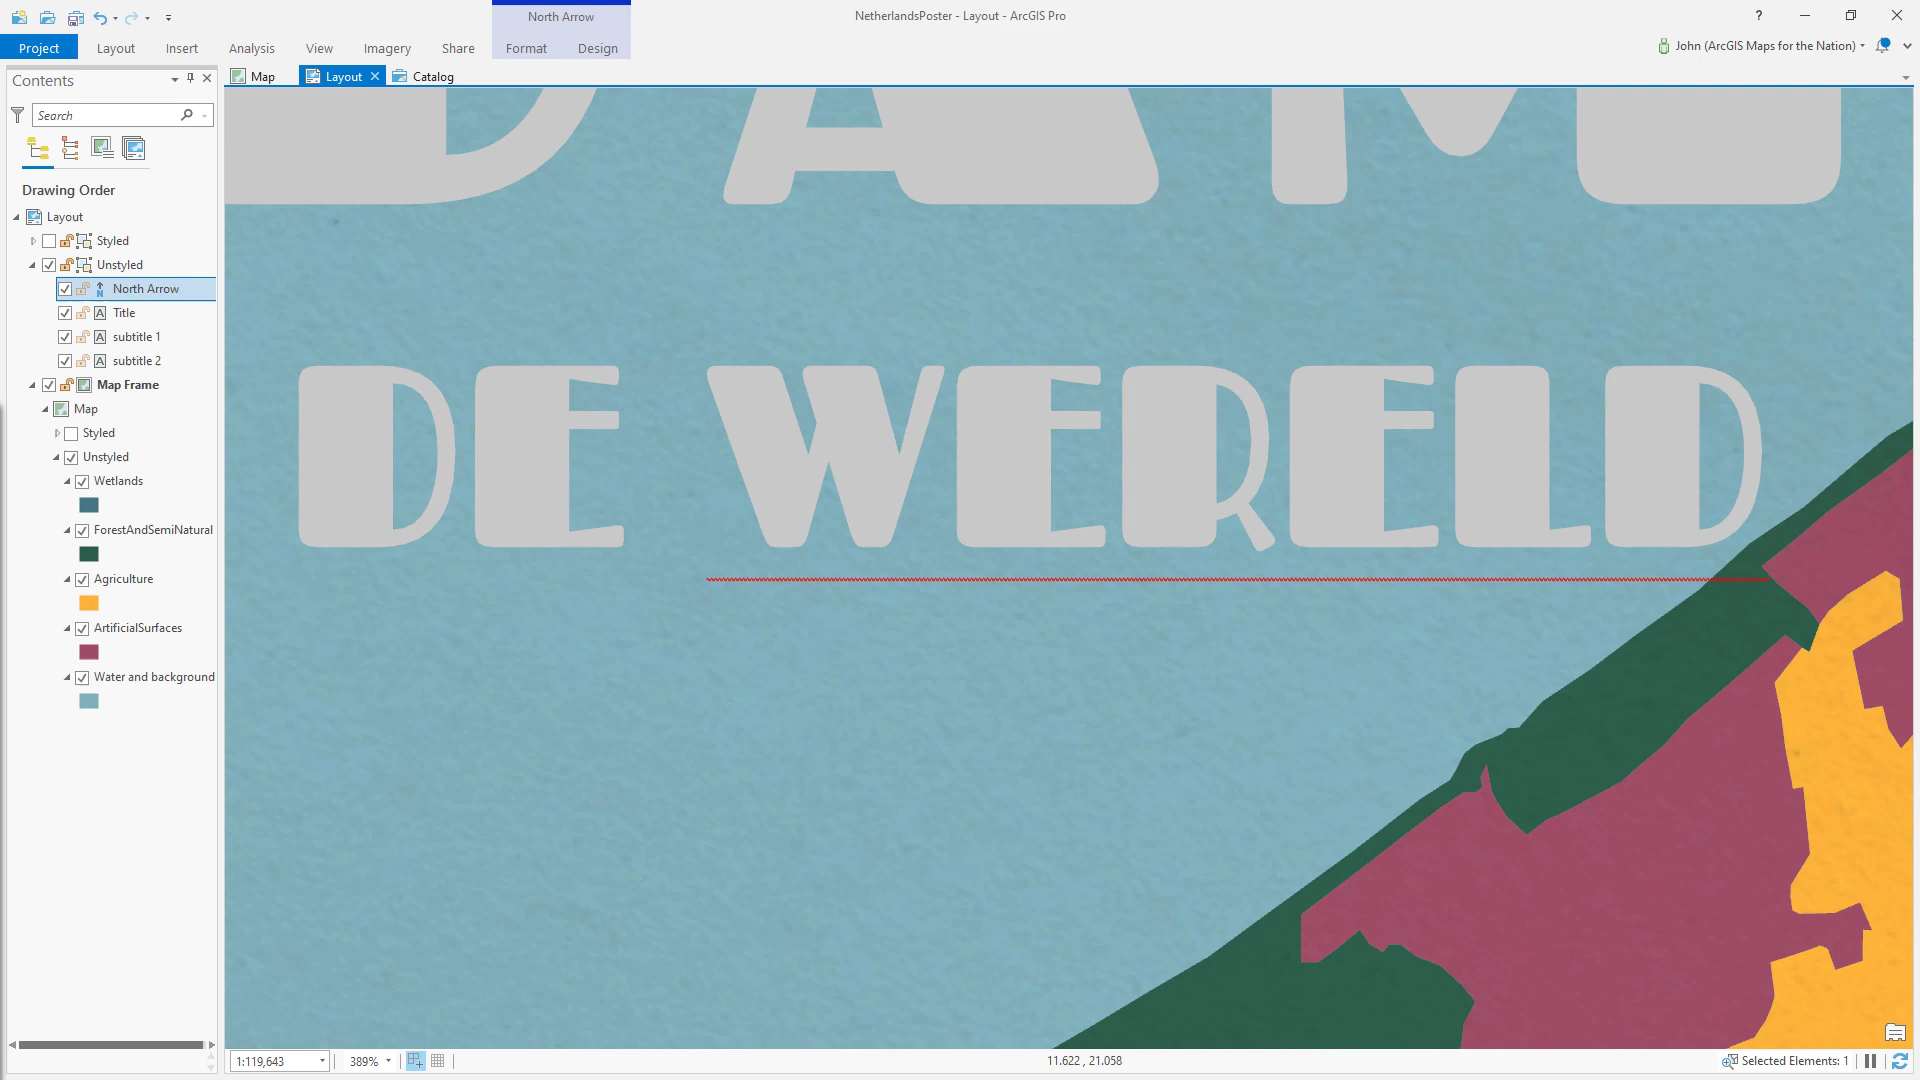 North Arrow
NetherlandsPoster - Layout - ArcGIS Pro
?
Project Layout Insert Analysis View Imagery Share Format Design
John (ArcGIS Maps for the Nation)
Contents
Map Layout Catalog
Search
Drawing Order
Layout
Styled
Unstyled
North Arrow
Title
subtitle 1
subtitle 2
Map Frame
Map
Styled
Unstyled
Wetlands
ForestAndSemiNatural
Agriculture
ArtificialSurfaces
Water and background
DE WERELD
1:119,643 389% 11.622 , 21.058 Selected Elements: 1